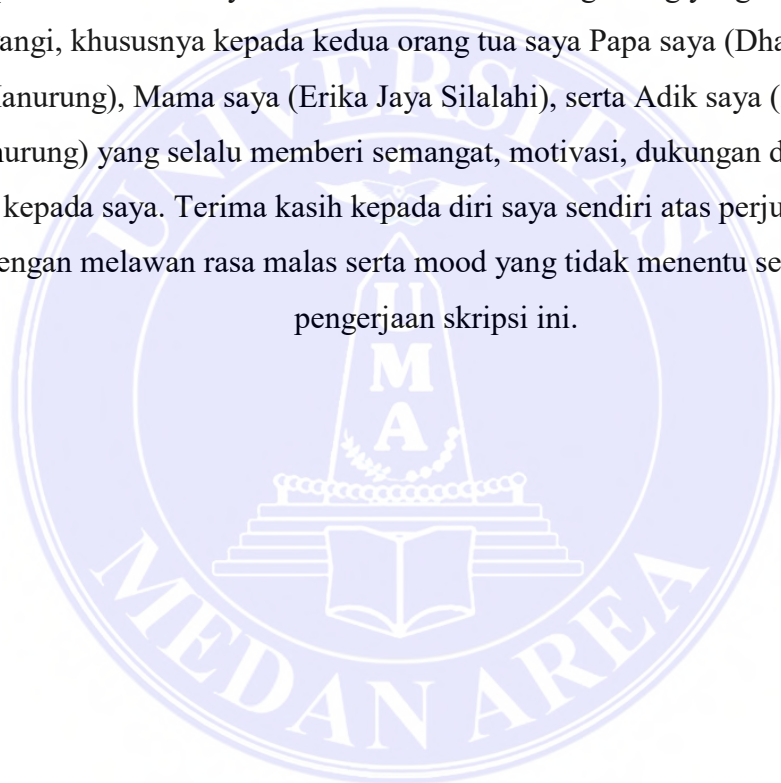 angi, khususnya kepada kedua orang tua saya Papa saya (Dha
anurung), Mama saya (Erika Jaya Silalahi), serta Adik saya (
urung) yang selalu memberi semangat, motivasi, dukungan d
kepada saya. Terima kasih kepada diri saya sendiri atas perju
engan melawan rasa malas serta mood yang tidak menentu se
pengerjaan skripsi ini.
UNIVERSITAS
U
M
A
MEDAN AREA